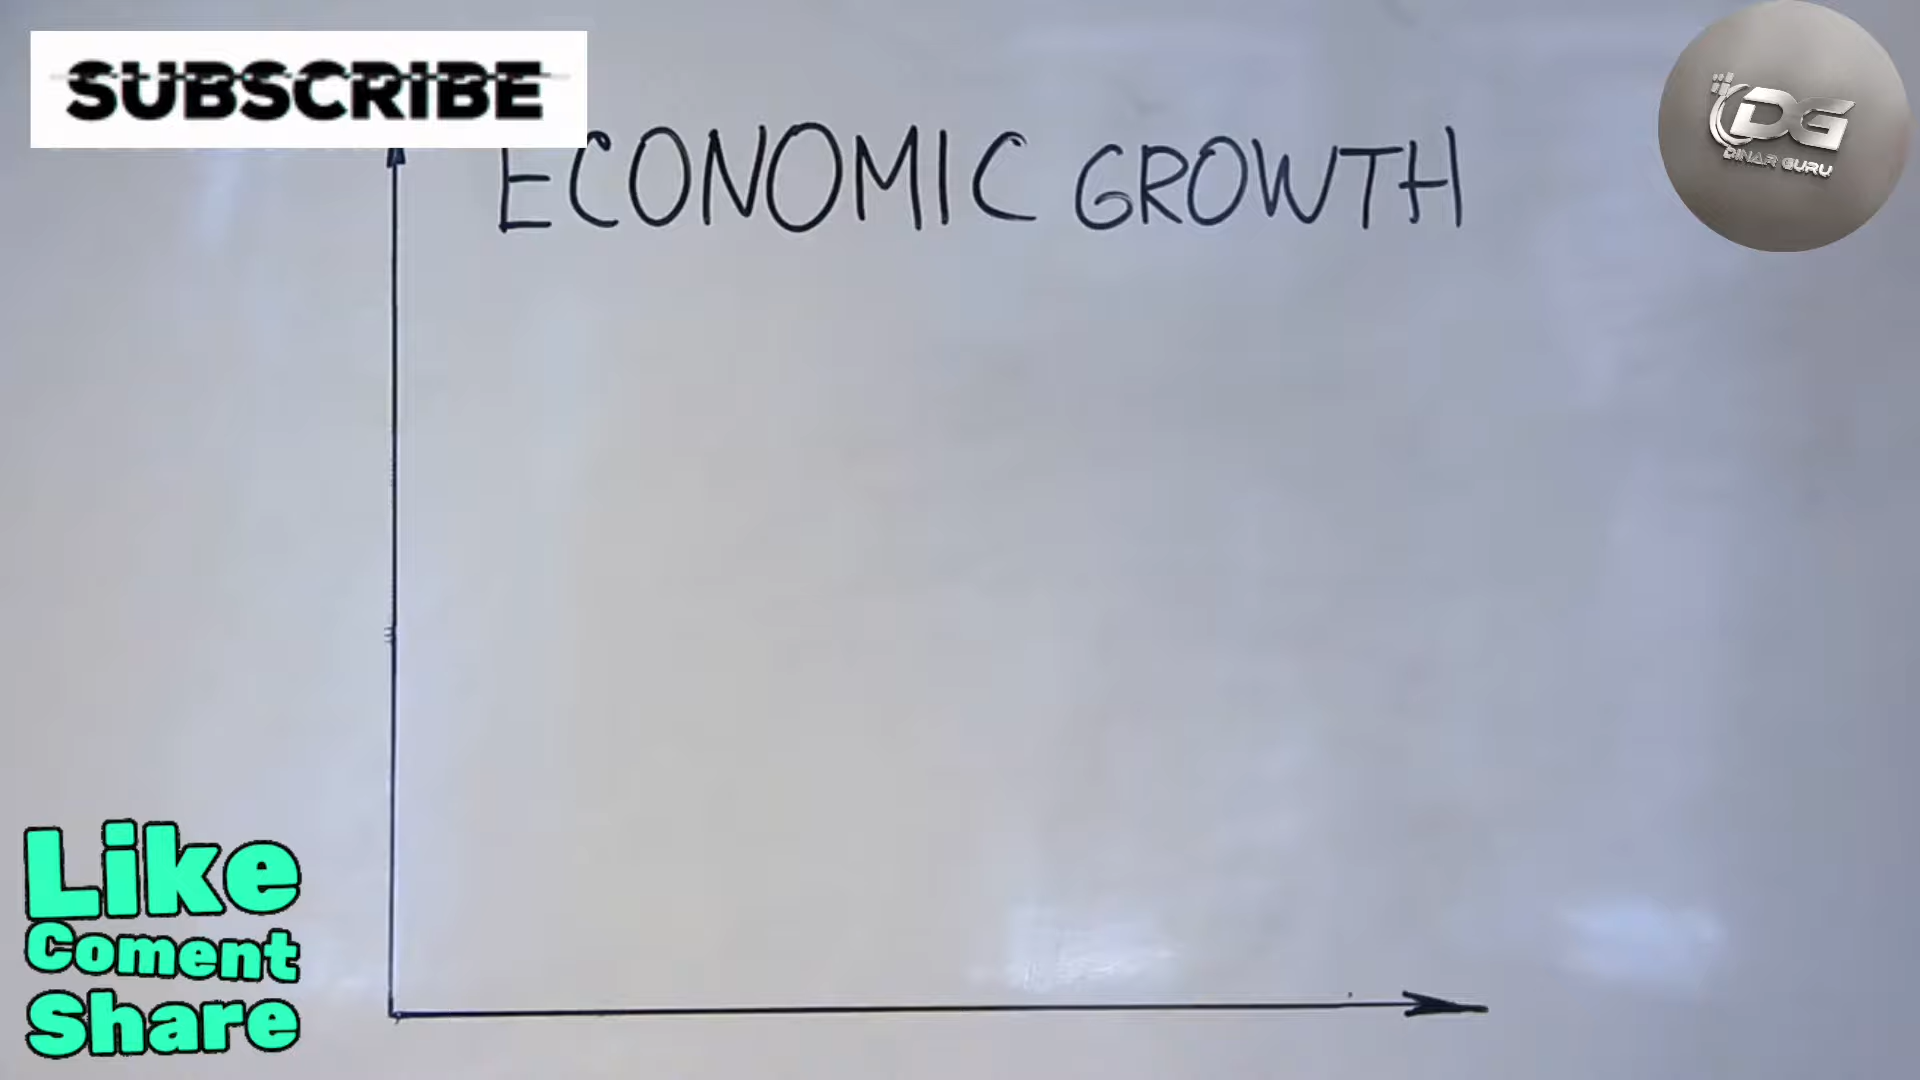 SUBSCRIBE
ECONOMIC GROWTH
DG
DINAR GURU
Like
Coment
Share